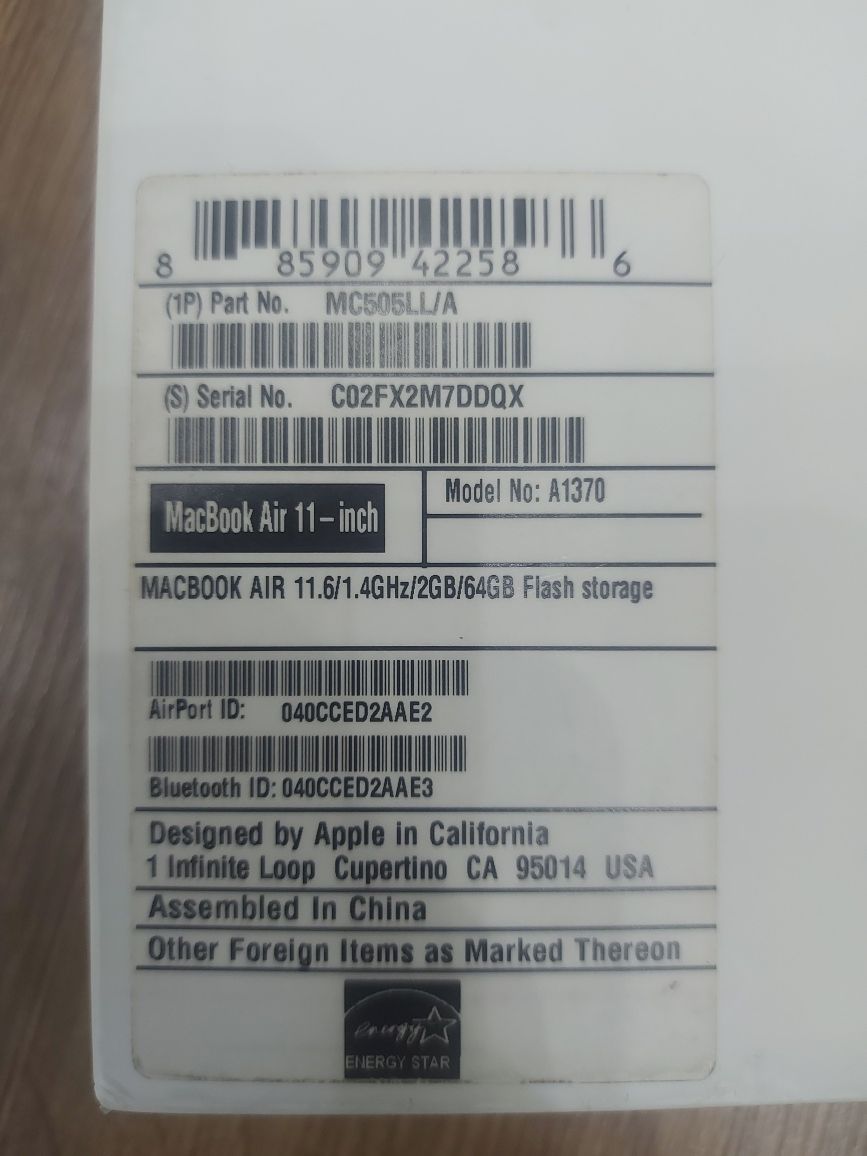 8 85909 42258 6
(1P) Part No. MC505LL/A
(S) Serial No. C02FX2M7DDQX
MacBook Air 11-inch
Model No: A1370
MACBOOK AIR 11.6/1.4GHz/2GB/64GB Flash storage
AirPort ID: 040CCED2AAE2
Bluetooth ID: 040CCED2AAE3
Designed by Apple in California
1 Infinite Loop Cupertino CA 95014 USA
Assembled In China
Other Foreign Items as Marked Thereon
energy
ENERGY STAR